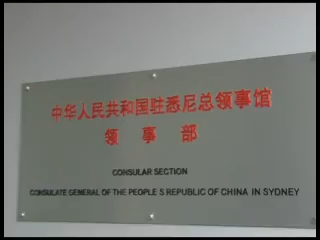 中华人民共和国驻悉尼总领事馆
领事部
CONSULAR SECTION
CONSULATE GENERAL OF THE PEOPLE S REPUBLIC OF CHINA IN SYDNEY